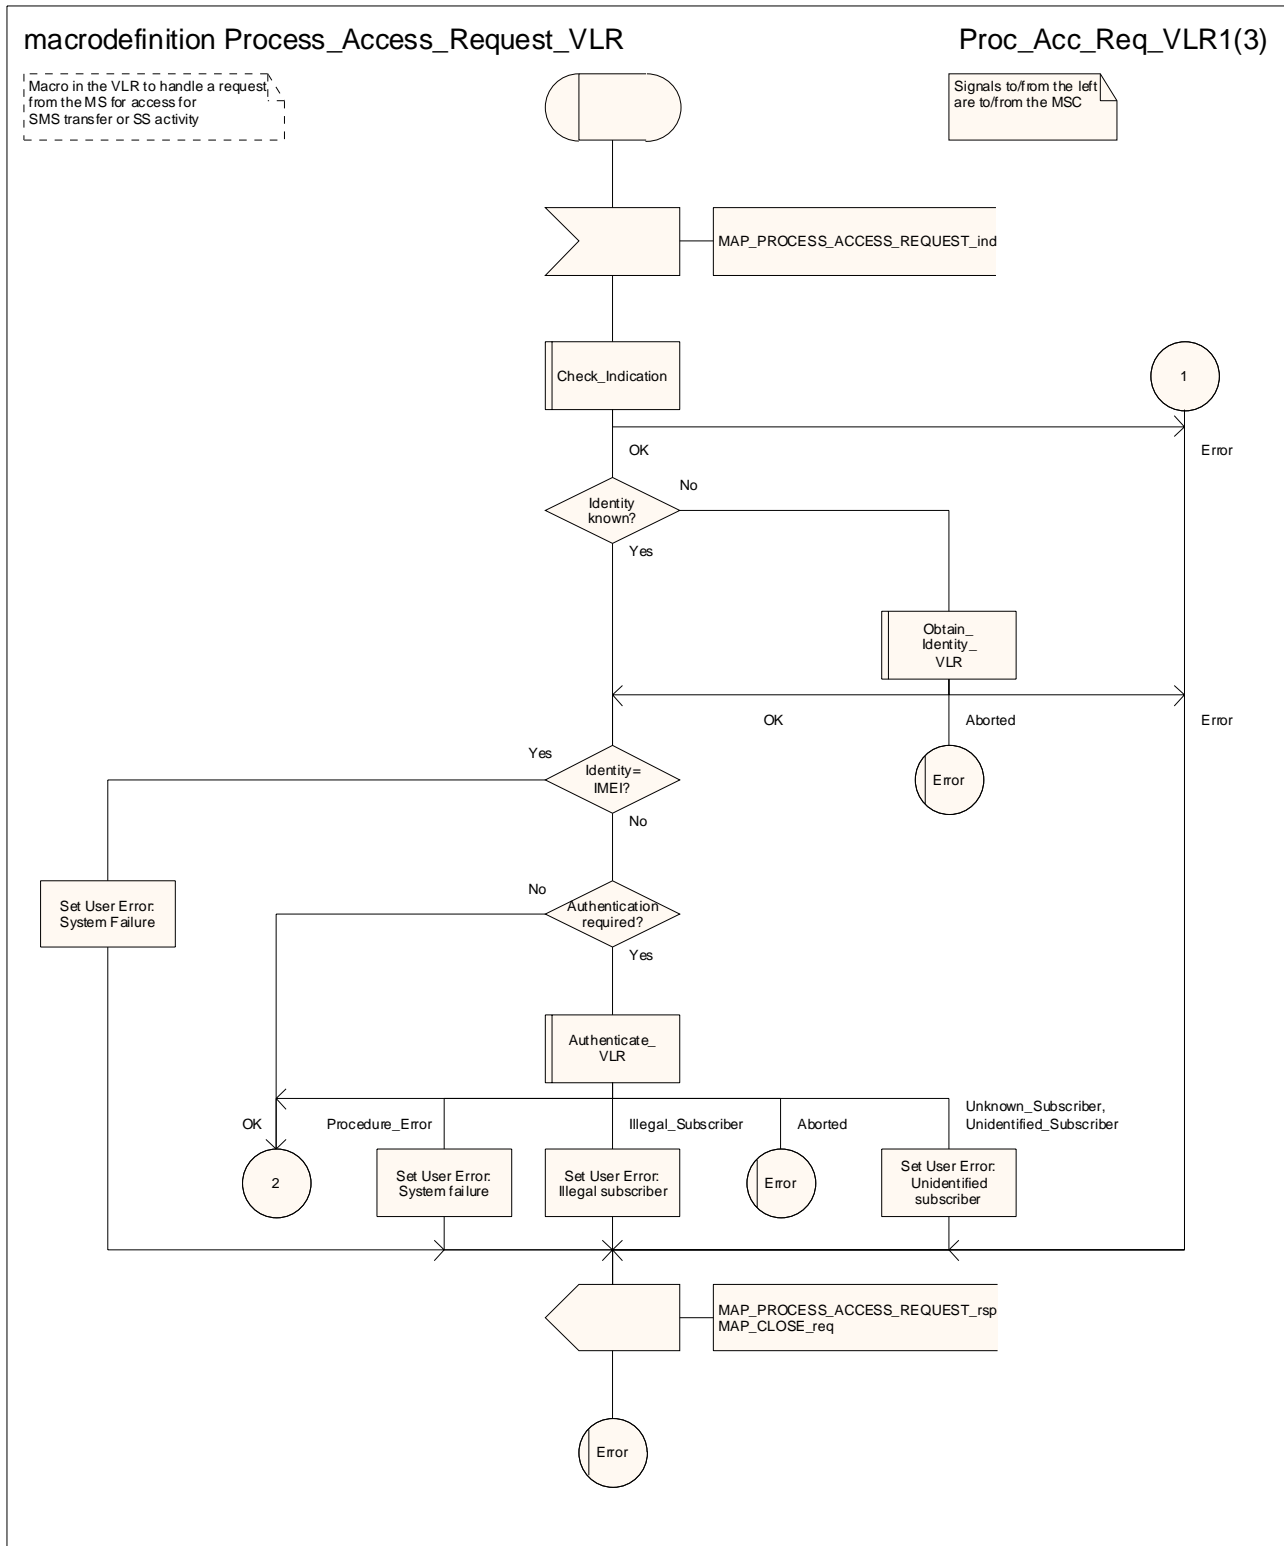 macrodefinition Process_Access_Request_VLR
Proc_Acc_Req_VLR1(3)
Macro in the VLR to handle a request
from the MS for access for
SMS transfer or SS activity
Signals to/from the left
are to/from the MSC
MAP_PROCESS_ACCESS_REQUEST_ind
Check_Indication
1
OK
Error
Identity
known?
No
Yes
Obtain_
Identity_
VLR
OK
Aborted
Error
Yes
Identity=
IMEI?
Error
No
Set User Error:
System Failure
No
Authentication
required?
Yes
Authenticate_
VLR
OK
Procedure_Error
Illegal_Subscriber
Aborted
Unknown_Subscriber,
Unidentified_Subscriber
2
Set User Error:
System failure
Set User Error:
Illegal subscriber
Error
Set User Error:
Unidentified
subscriber
MAP_PROCESS_ACCESS_REQUEST_rsp
MAP_CLOSE_req
Error